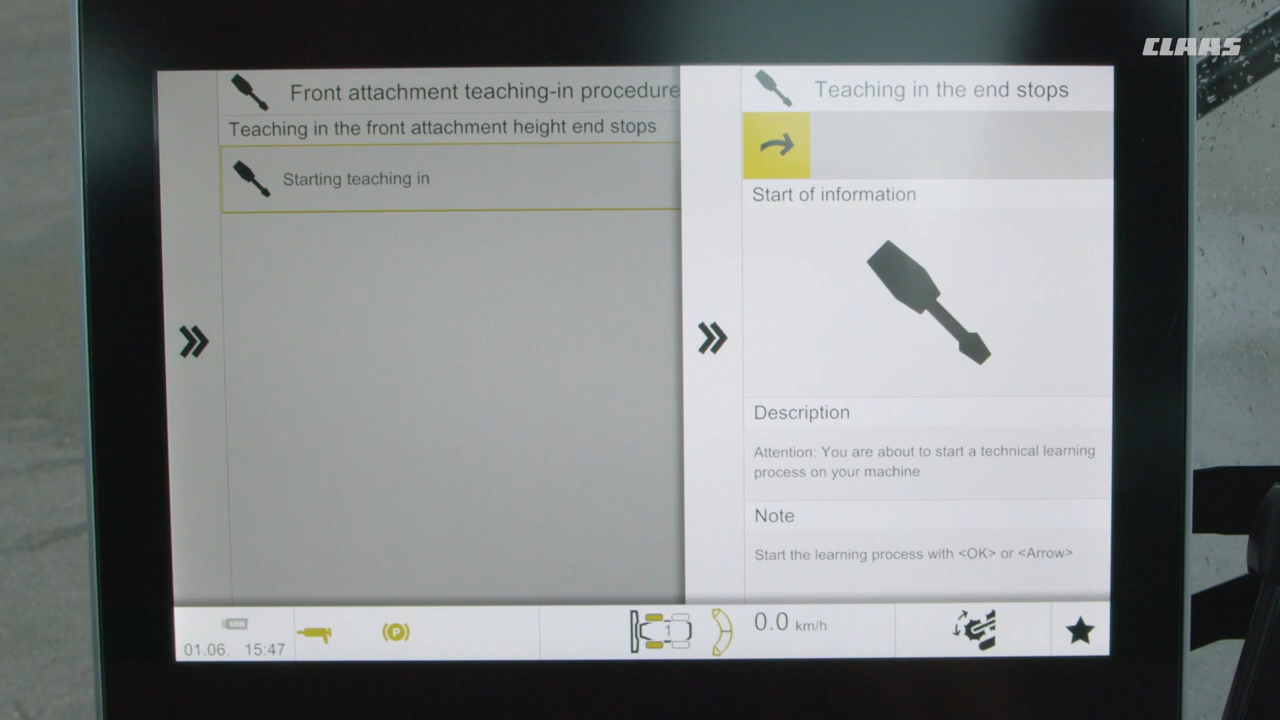 CLAAS
Front attachment teaching-in procedure
Teaching in the front attachment height end stops
Starting teaching in
Teaching in the end stops
Start of information
Description
Attention: You are about to start a technical learning
process on your machine
Note
Start the learning process with <OK> or <Arrow>
USB
01.06. 15:47
P
1
0.0 km/h